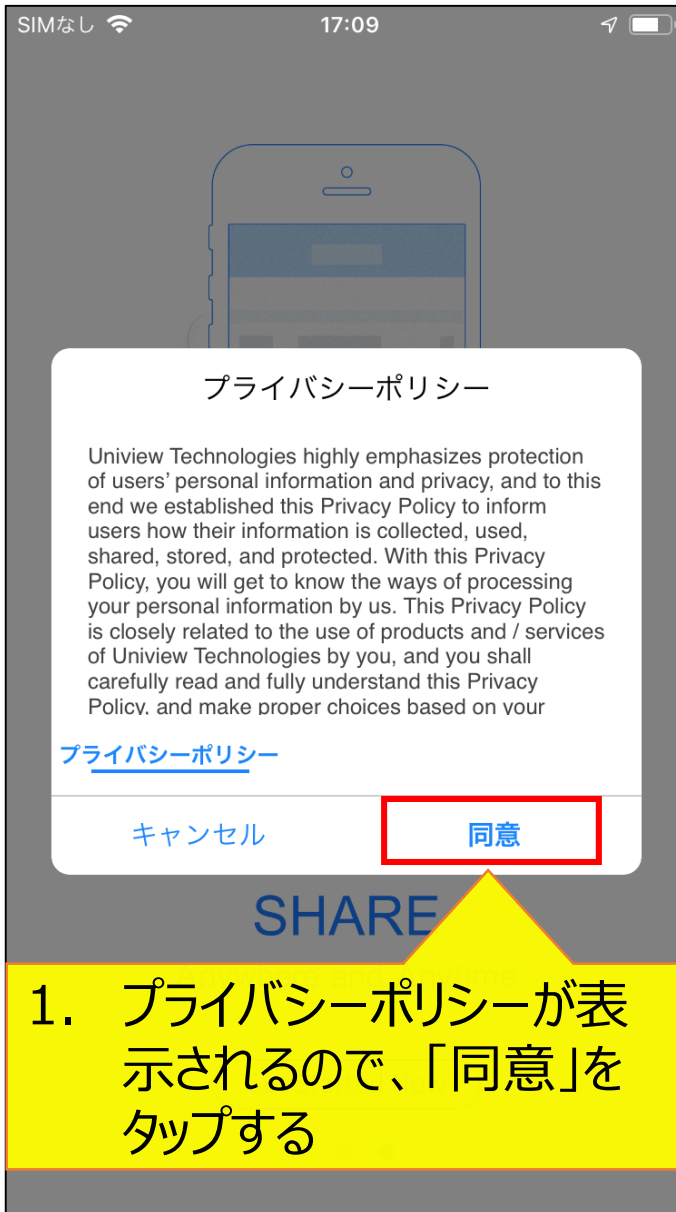 SIMなし
17:09
プライバシーポリシー
Uniview Technologies highly emphasizes protection
of users’ personal information and privacy, and to this
end we established this Privacy Policy to inform
users how their information is collected, used,
shared, stored, and protected. With this Privacy
Policy, you will get to know the ways of processing
your personal information by us. This Privacy Policy
is closely related to the use of products and / services
of Uniview Technologies by you, and you shall
carefully read and fully understand this Privacy
Policy, and make proper choices based on your
プライバシーポリシー
キャンセル
同意
SHARE
Anywhere and Anytime
1. プライバシーポリシーが表
示されるので、「同意」を
タップする